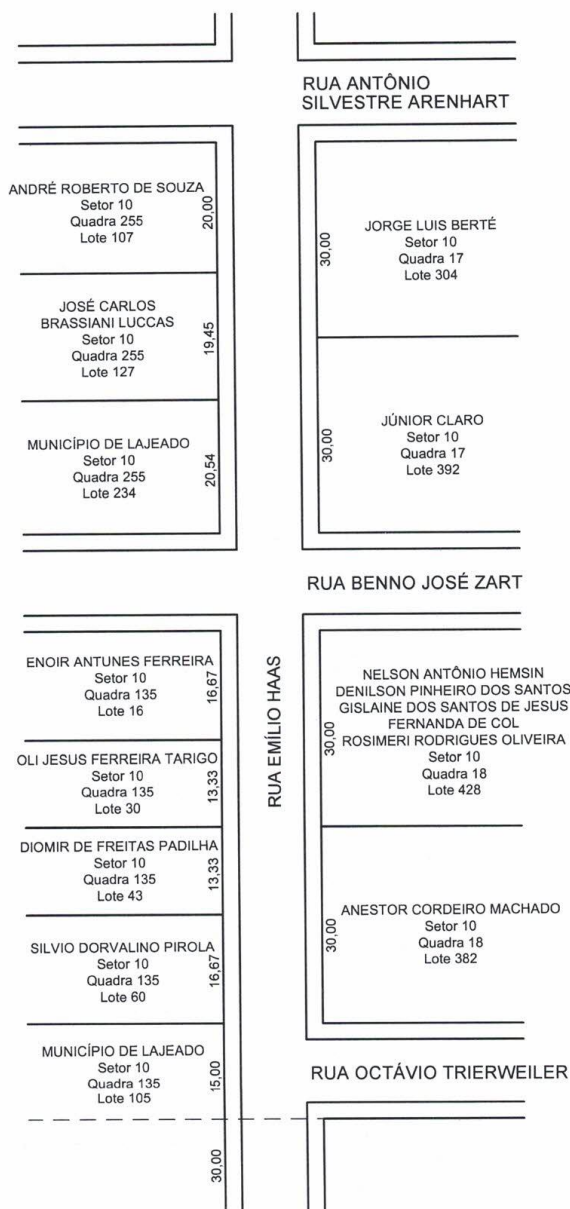 RUA ANTÔNIO
SILVESTRE ARENHART
ANDRÉ ROBERTO DE SOUZA
Setor 10
Quadra 255
Lote 107
20,00
JOSÉ CARLOS
BRASSIANI LUCCAS
Setor 10
Quadra 255
Lote 127
19,45
MUNICÍPIO DE LAJEADO
Setor 10
Quadra 255
Lote 234
20,54
30,00
JORGE LUIS BERTÉ
Setor 10
Quadra 17
Lote 304
30,00
JÚNIOR CLARO
Setor 10
Quadra 17
Lote 392
RUA BENNO JOSÉ ZART
ENOIR ANTUNES FERREIRA
Setor 10
Quadra 135
Lote 16
16,67
OLI JESUS FERREIRA TARIGO
Setor 10
Quadra 135
Lote 30
13,33
DIOMIR DE FREITAS PADILHA
Setor 10
Quadra 135
Lote 43
13,33
SILVIO DORVALINO PIROLA
Setor 10
Quadra 135
Lote 60
16,67
MUNICÍPIO DE LAJEADO
Setor 10
Quadra 135
Lote 105
15,00
30,00
RUA EMÍLIO HAAS
30,00
NELSON ANTÔNIO HEMSIN
DENILSON PINHEIRO DOS SANTOS
GISLAINE DOS SANTOS DE JESUS
FERNANDA DE COL
ROSIMERI RODRIGUES OLIVEIRA
Setor 10
Quadra 18
Lote 428
30,00
ANESTOR CORDEIRO MACHADO
Setor 10
Quadra 18
Lote 382
RUA OCTÁVIO TRIERWEILER